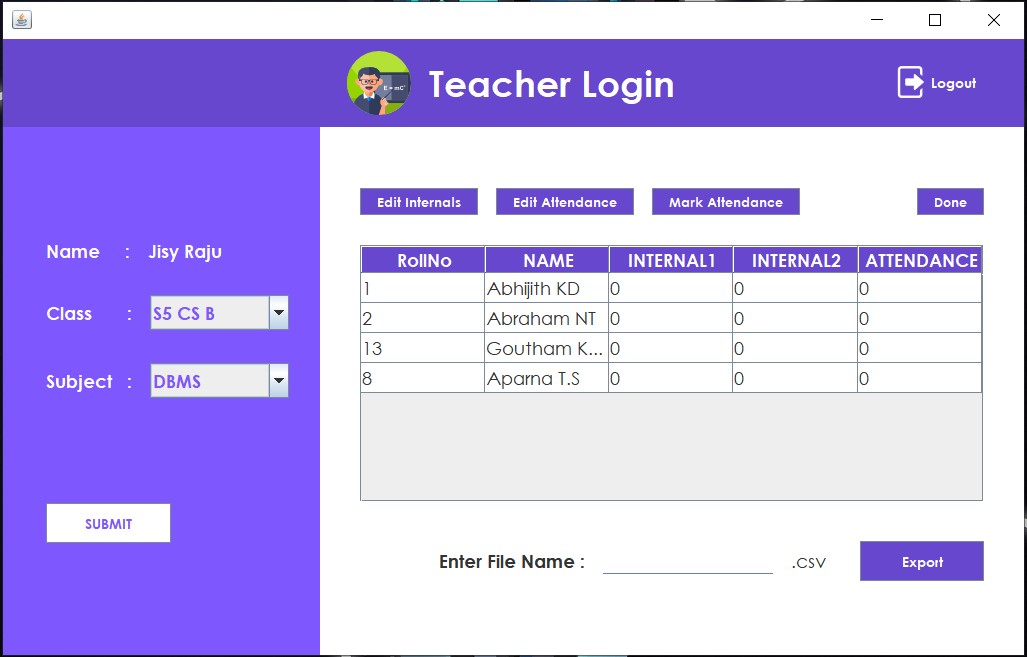 Teacher Login
E = mC²
Logout
Edit Internals Edit Attendance Mark Attendance Done
Name : Jisy Raju
Class : S5 CS B
Subject : DBMS
SUBMIT
RollNo NAME INTERNAL1 INTERNAL2 ATTENDANCE
1 Abhijith KD 0 0 0
2 Abraham NT 0 0 0
13 Goutham K... 0 0 0
8 Aparna T.S 0 0 0
Enter File Name : .CSV Export